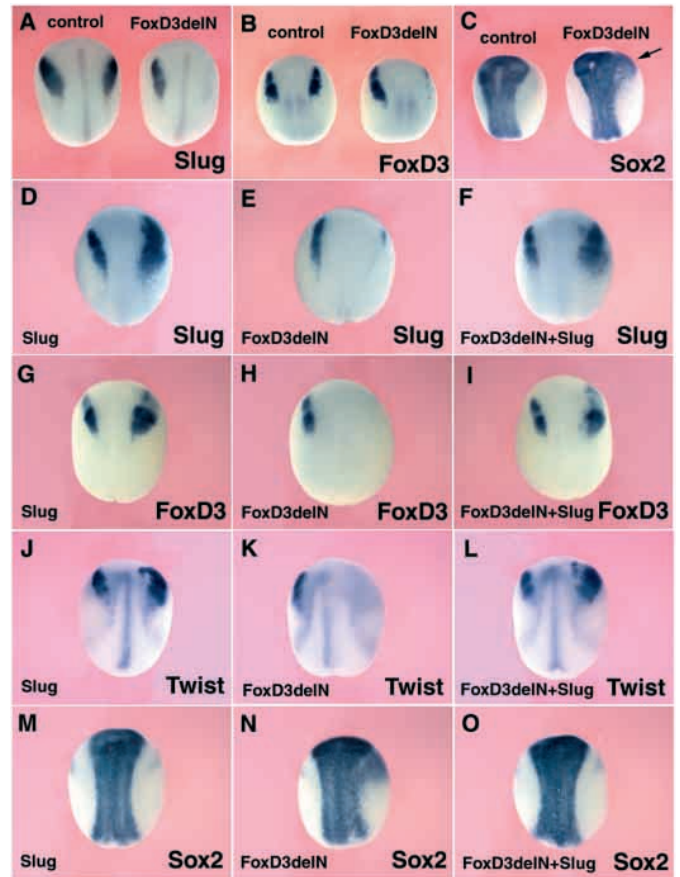 A control FoxD3delN
Slug
B control FoxD3delN
FoxD3
C control FoxD3delN
Sox2
D
Slug Slug
E
FoxD3delN Slug
F
FoxD3delN+Slug Slug
G
Slug FoxD3
H
FoxD3delN FoxD3
I
FoxD3delN+Slug FoxD3
J
Slug Twist
K
FoxD3delN Twist
L
FoxD3delN+Slug Twist
M
Slug Sox2
N
FoxD3delN Sox2
O
FoxD3delN+Slug Sox2